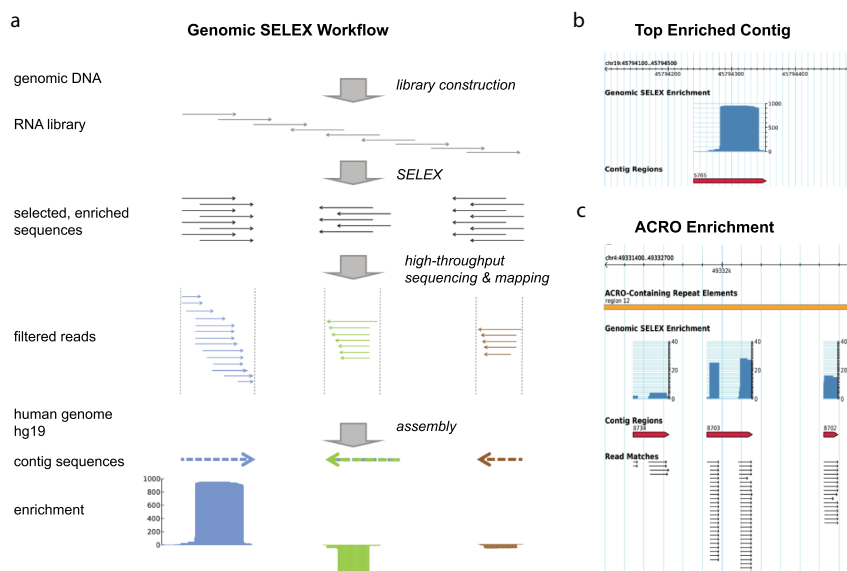 a
Genomic SELEX Workflow
genomic DNA
library construction
RNA library
SELEX
selected, enriched
sequences
high-throughput
sequencing & mapping
filtered reads
human genome
hg19
assembly
contig sequences
enrichment
1000
800
600
400
200
0
b
Top Enriched Contig
chr19:45794100..45794500
45794200
45794300
45794400
Genomic SELEX Enrichment
1000
500
0
Contig Regions
5765
c
ACRO Enrichment
chr4:49331400..49332700
49332k
ACRO-Containing Repeat Elements
region 12
Genomic SELEX Enrichment
40
20
0
40
20
0
40
20
0
Contig Regions
8734
8703
8702
Read Matches